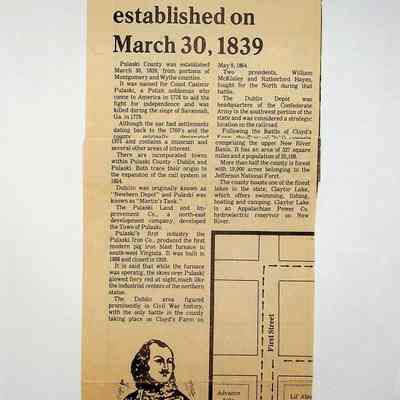 established on
March 30, 1839
Pulaski County was established
March 30, 1839, from portions of
Montgomery and Wythe counties.
It was named for Count Casimir
Pulaski, a Polish nobleman who
came to America in 1776 to aid the
fight for independence and was
killed during the siege of Savannah,
Ga. in 1779.
Although the area had settlements
dating back to the 1700's and the
county originally
1974 and contains a museum and
several other areas of interest.
There are incorporated towns
within Pulaski County - Dublin and
Pulaski. Both trace their origin to
the expansion of the rail system in
1854.
Dublin was originally known as
"Newbern Depot" and Pulaski was
known as "Martin's Tank."
The Pulaski Land and Im-
provement Co., a north-east
development company, developed
the Town of Pulaski.
Pulaski's first industry the
Pulaski Iron Co., produced the first
modern pig iron blast furnace in
south-west Virginia. It was built in
1888 and closed in
It is said that while the furnace
was operatig, the skies over Pulaski
glowed fiery red at night, much like
the industrial centers of the northern
states.
The Dublin area figured
prominently in Civil War history,
with the only battle in the county
taking place on Cloyd's Farm on
May 9, 1864.
Two presidents, William
McKinley and Rutherford Hayes,
fought for the North during that
battle.
The Dublin Depot was
headquarters of the Confederate
Army in the southwest portion of the
state and was considered a strategic
location on the railroad.
Following the Battle of Cloyd's
comprising the upper New River
Basin. It has an area of 327 square
miles and a population of
More than half the county is forest
with 19,000 acres belonging to the
Jefferson National Forst.
The county boasts one of the finest
lakes in the state, Claytor Lake,
which offers swimming, fishing,
boating and camping. Claytor Lake
is an Appalachian Power Co.
hydroelectric reservoir on New
River.
First Street
Advance